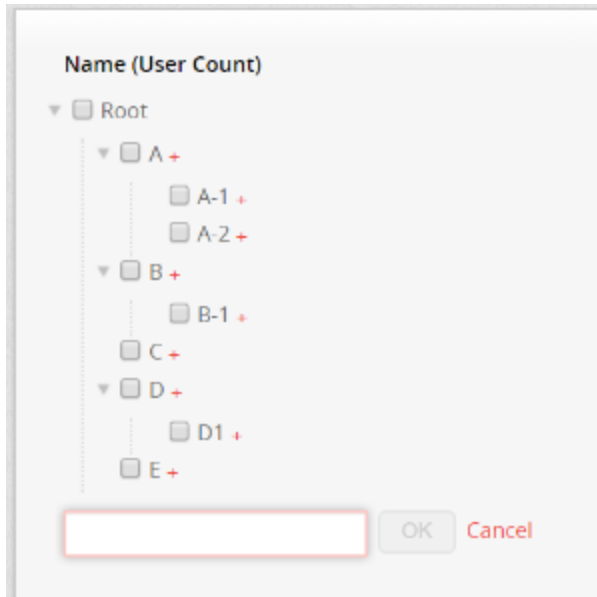 Name (User Count)
Root
A +
A-1 +
A-2 +
B +
B-1 +
C +
D +
D1 +
E +
OK Cancel